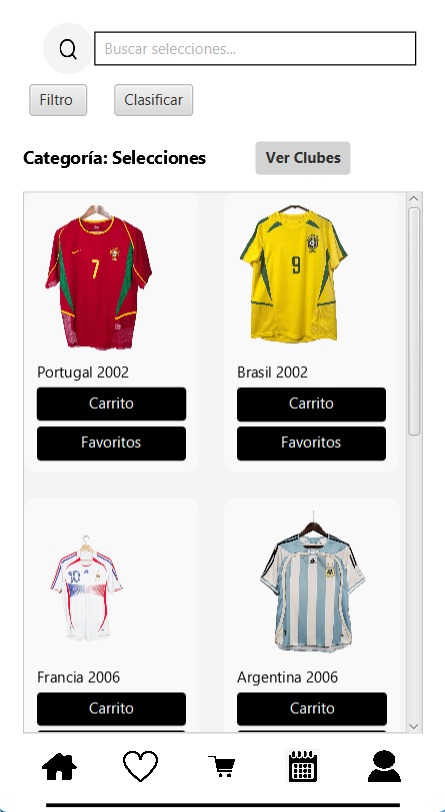 Buscar selecciones...
Filtro
Clasificar
Categoría: Selecciones
Ver Clubes
7
9
Portugal 2002
Brasil 2002
Carrito
Carrito
Favoritos
Favoritos
10
Francia 2006
Argentina 2006
Carrito
Carrito